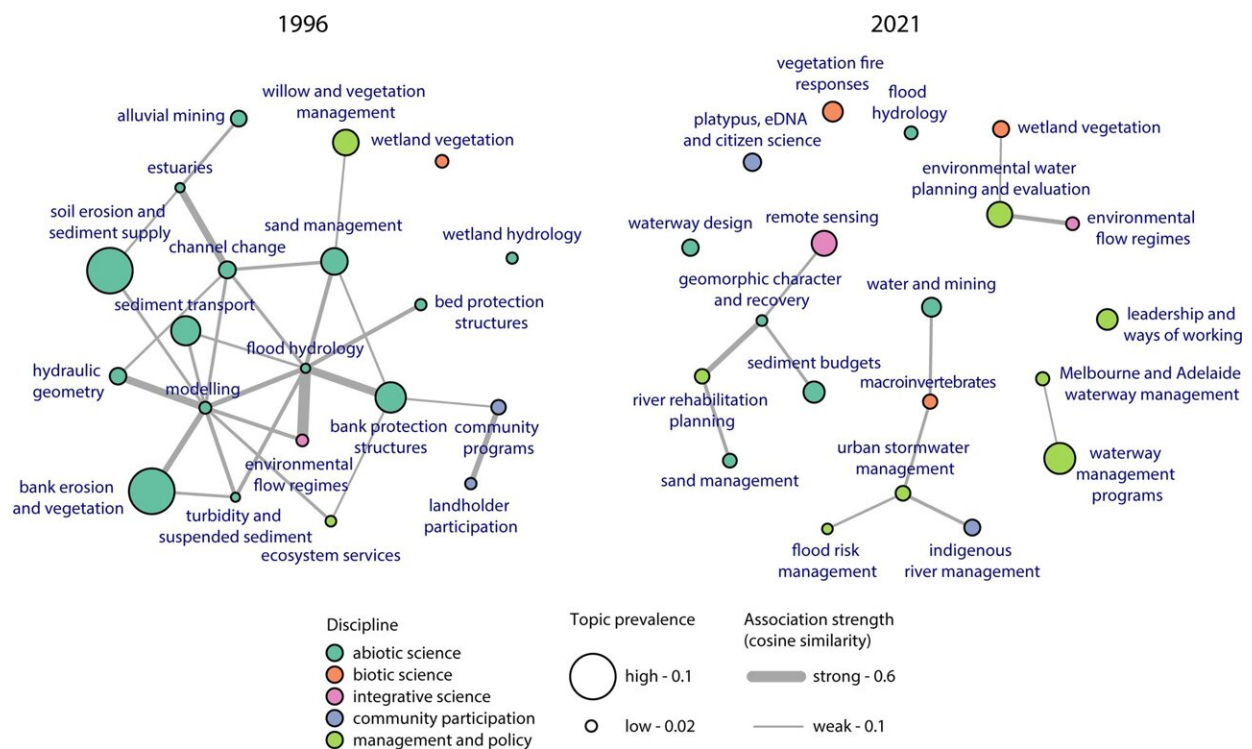 1996
2021
willow and vegetation
management
alluvial mining
wetland vegetation
estuaries
soil erosion and
sediment supply
sand management
channel change
wetland hydrology
sediment transport
bed protection
structures
flood hydrology
hydraulic
geometry
modelling
bank protection
structures
community
programs
environmental
flow regimes
bank erosion
and vegetation
turbidity and
suspended sediment
landholder
participation
ecosystem services
vegetation fire
responses
flood
hydrology
platypus, eDNA
and citizen science
wetland vegetation
environmental water
planning and evaluation
waterway design
remote sensing
environmental
flow regimes
geomorphic character
and recovery
water and mining
leadership and
ways of working
sediment budgets
macroinvertebrates
Melbourne and Adelaide
waterway management
river rehabilitation
planning
urban stormwater
management
waterway
management
programs
sand management
flood risk
management
indigenous
river management
Discipline
abiotic science
biotic science
integrative science
community participation
management and policy
Topic prevalence
high - 0.1
low - 0.02
Association strength
(cosine similarity)
strong - 0.6
weak - 0.1